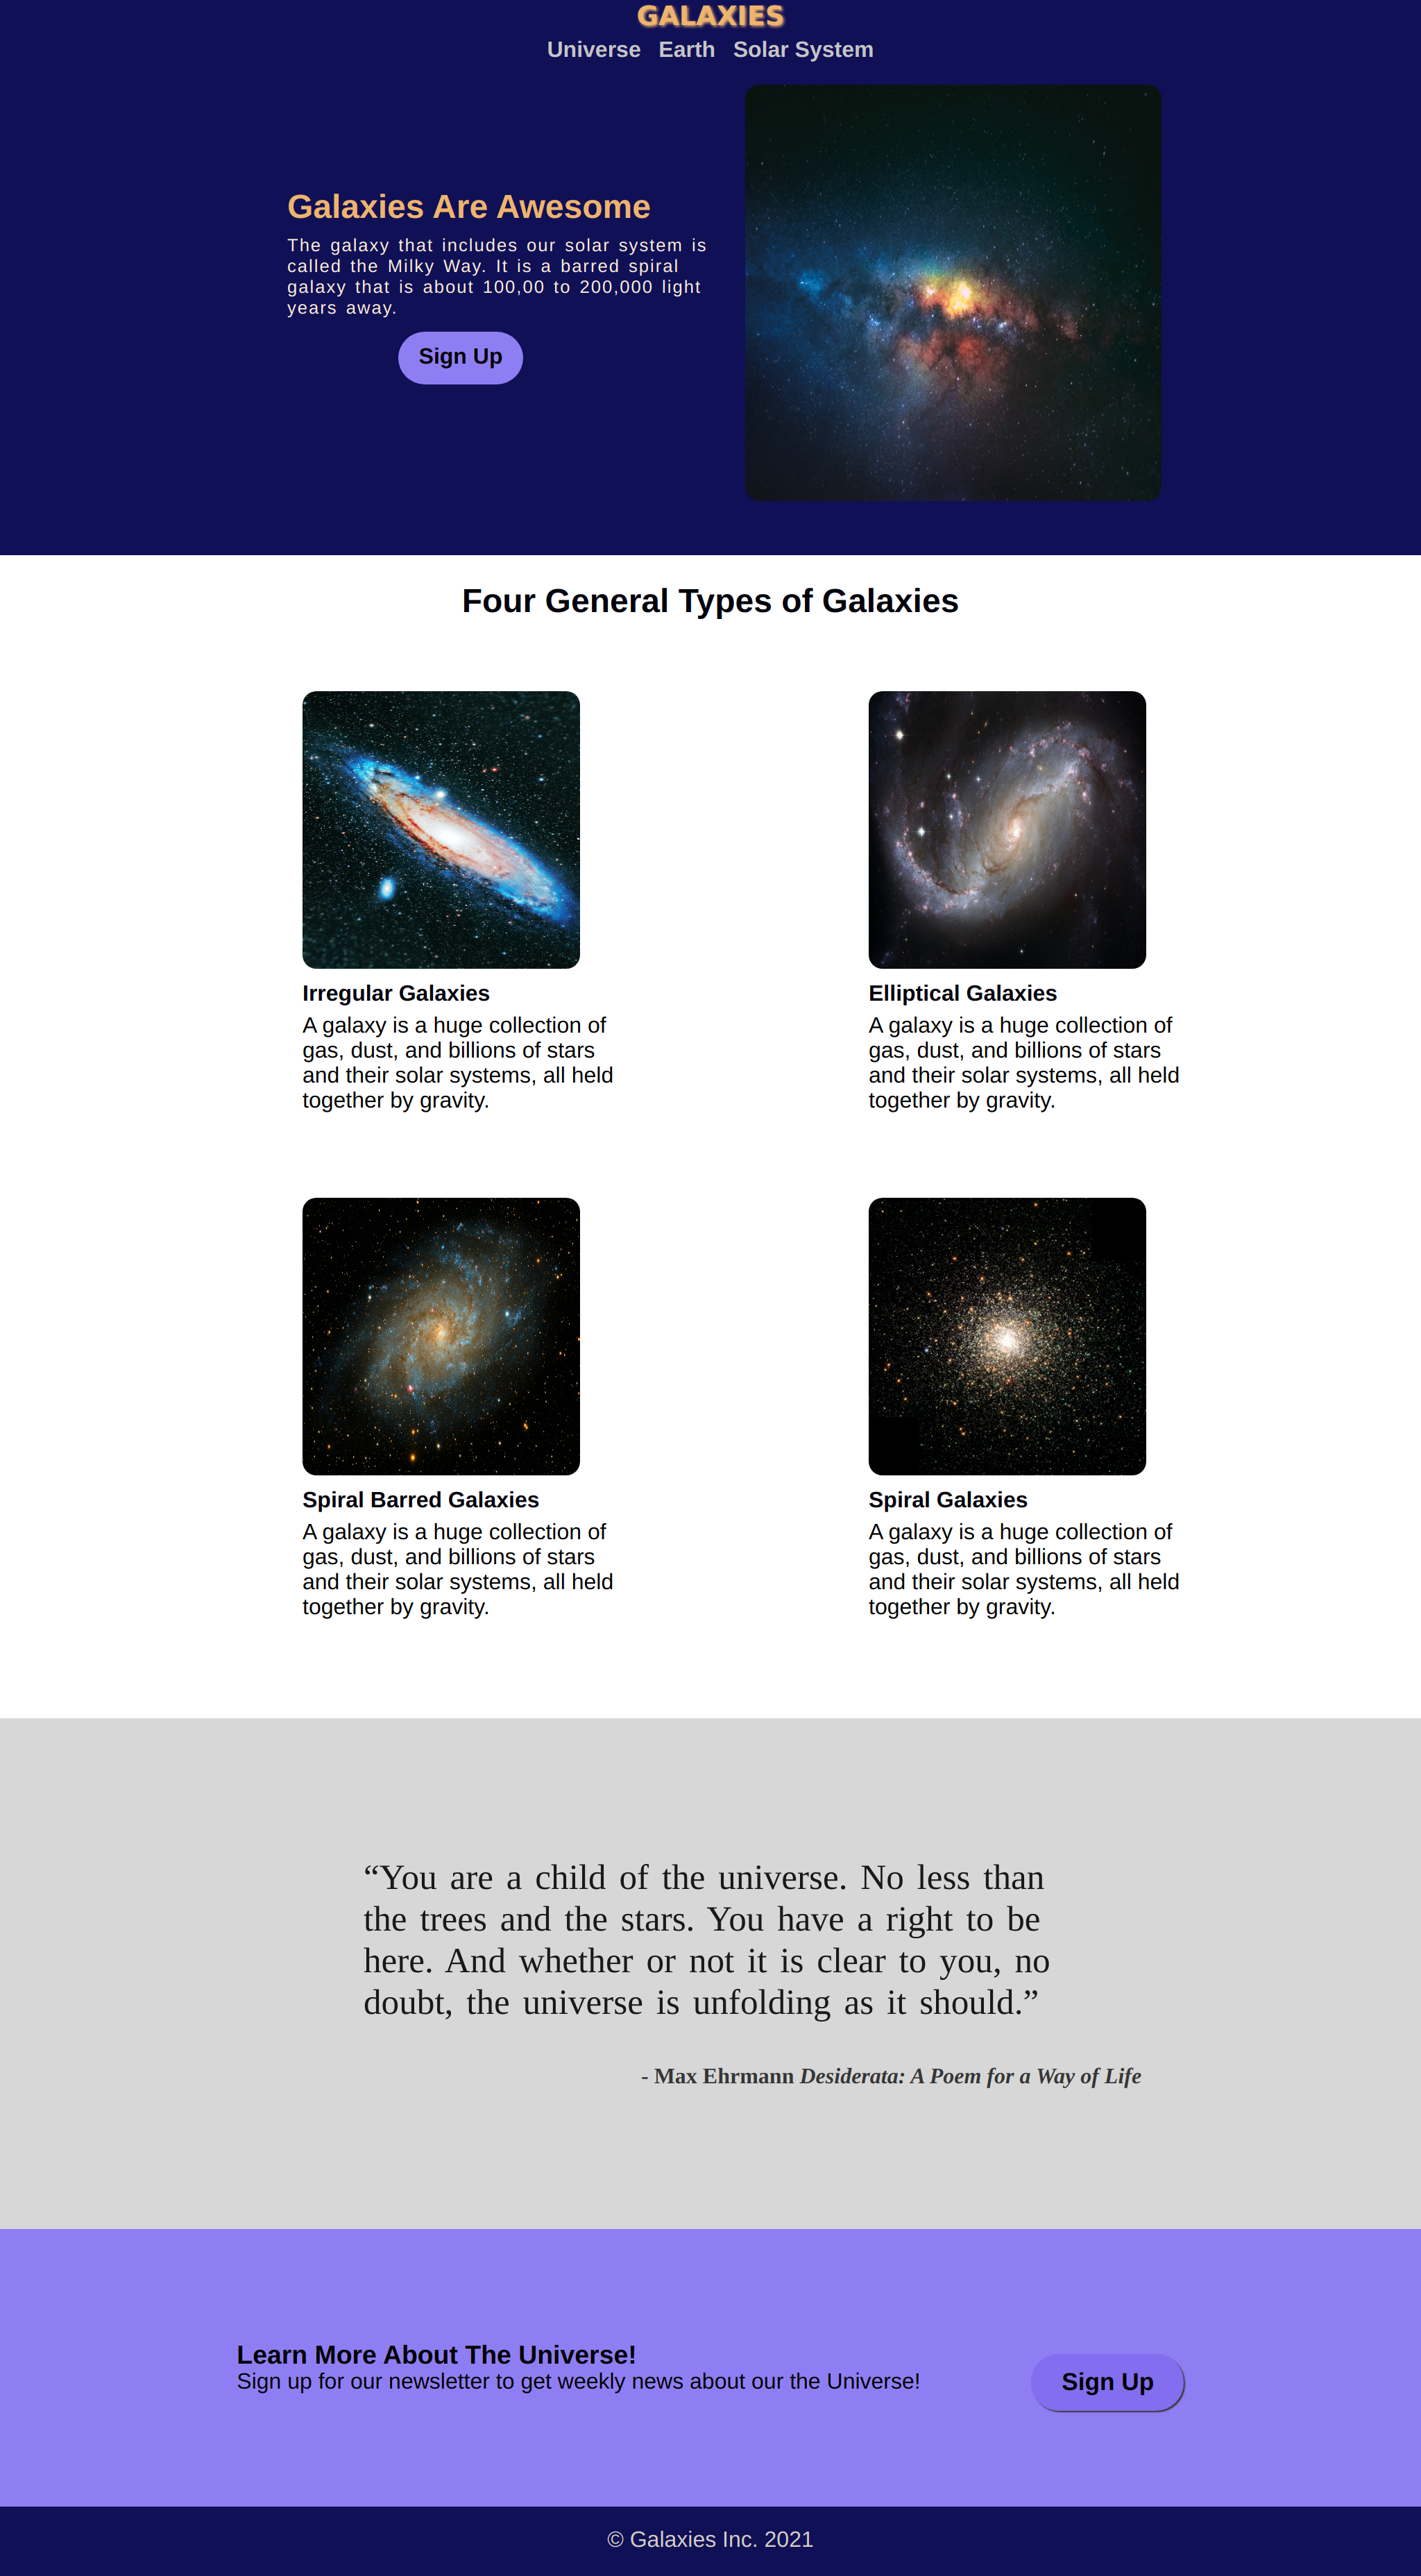 GALAXIES
Universe Earth Solar System
Galaxies Are Awesome
The galaxy that includes our solar system is
called the Milky Way. It is a barred spiral
galaxy that is about 100,00 to 200,000 light
years away.
Sign Up
Four General Types of Galaxies
Irregular Galaxies
A galaxy is a huge collection of
gas, dust, and billions of stars
and their solar systems, all held
together by gravity.
Elliptical Galaxies
A galaxy is a huge collection of
gas, dust, and billions of stars
and their solar systems, all held
together by gravity.
Spiral Barred Galaxies
A galaxy is a huge collection of
gas, dust, and billions of stars
and their solar systems, all held
together by gravity.
Spiral Galaxies
A galaxy is a huge collection of
gas, dust, and billions of stars
and their solar systems, all held
together by gravity.
“You are a child of the universe. No less than
the trees and the stars. You have a right to be
here. And whether or not it is clear to you, no
doubt, the universe is unfolding as it should.”
- Max Ehrmann Desiderata: A Poem for a Way of Life
Learn More About The Universe!
Sign up for our newsletter to get weekly news about our the Universe!
Sign Up
© Galaxies Inc. 2021